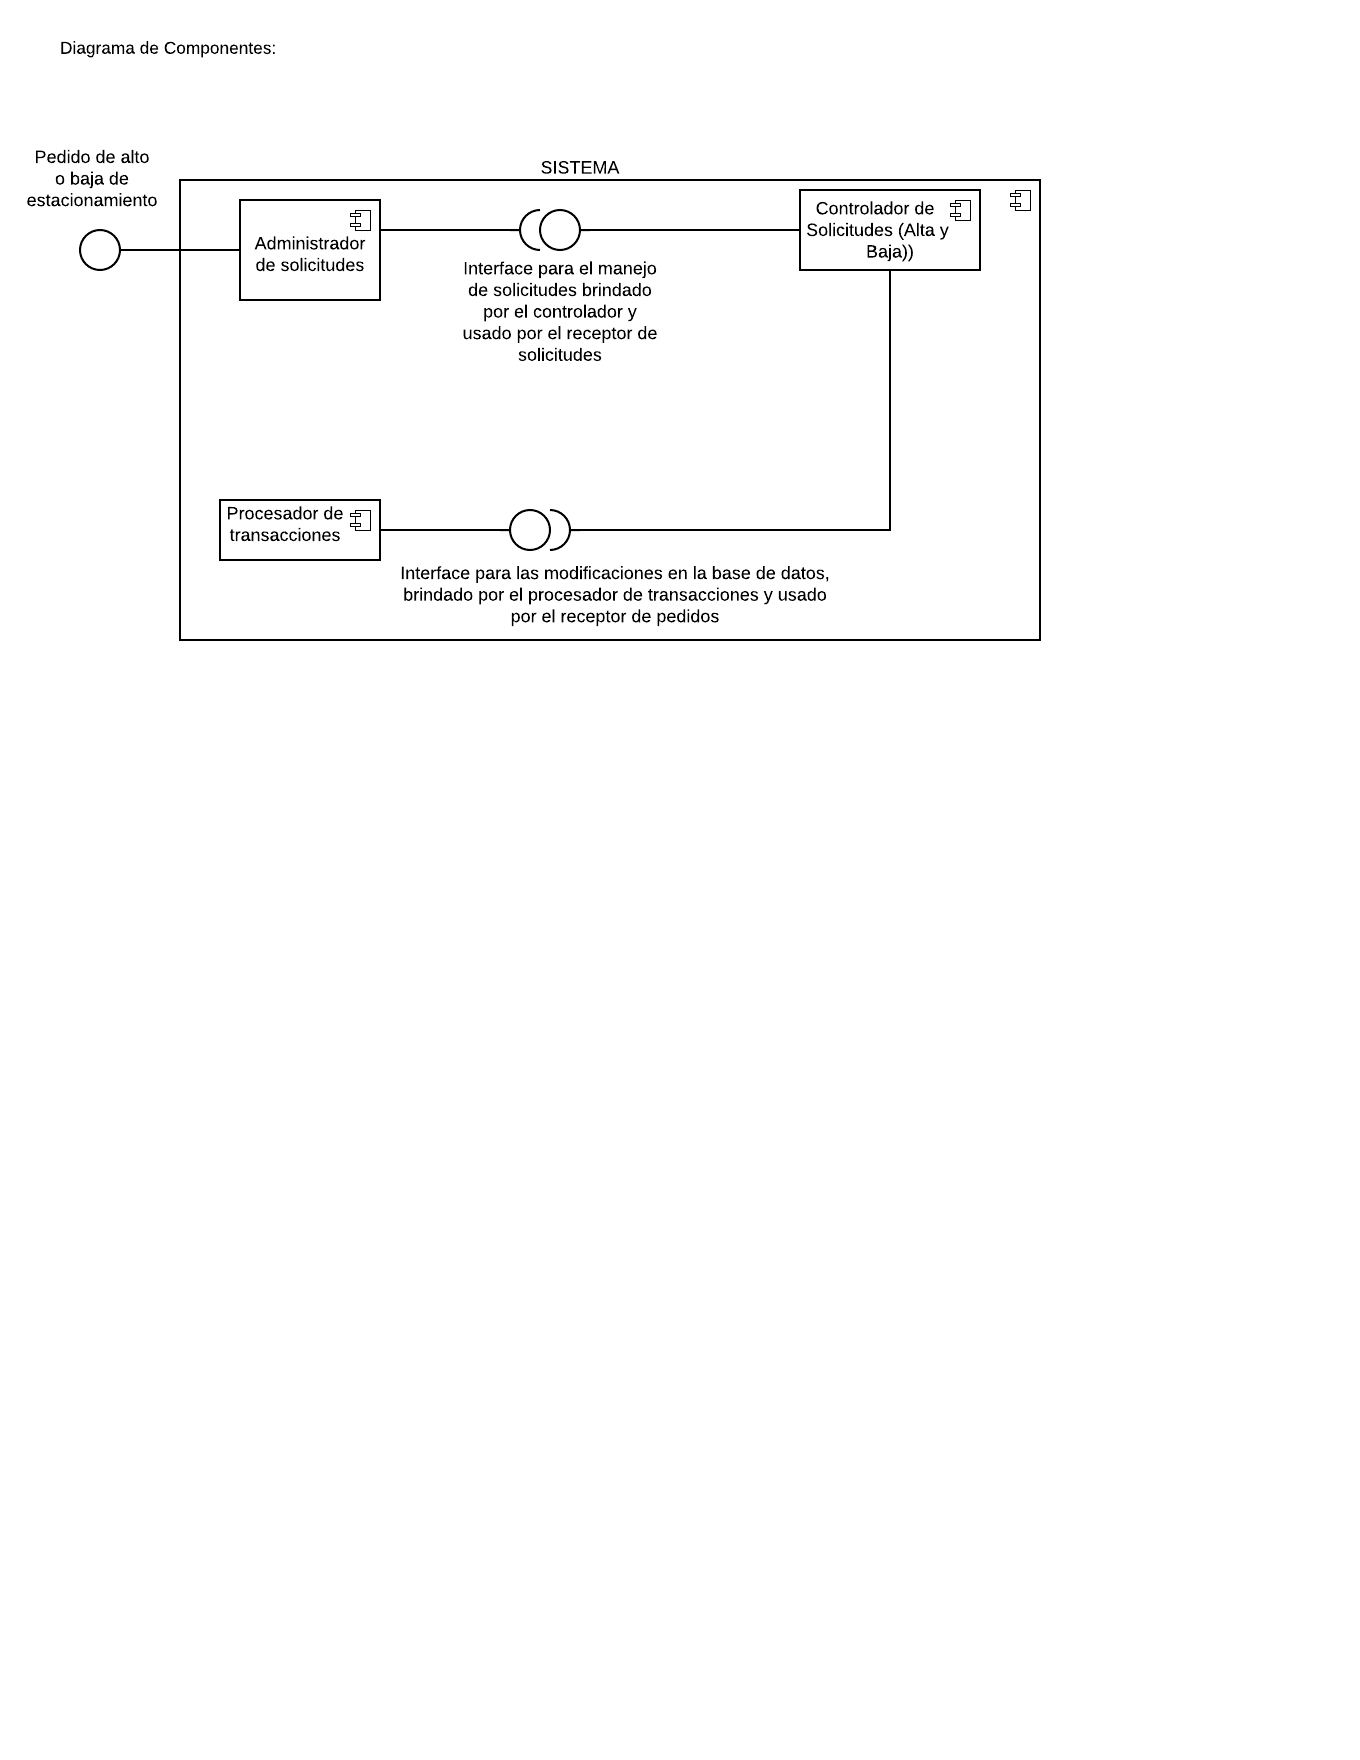 Diagrama de Componentes:
Pedido de alto
o baja de
estacionamiento
SISTEMA
Administrador
de solicitudes
Controlador de
Solicitudes (Alta y
Baja))
Interface para el manejo
de solicitudes brindado
por el controlador y
usado por el receptor de
solicitudes
Procesador de
transacciones
Interface para las modificaciones en la base de datos,
brindado por el procesador de transacciones y usado
por el receptor de pedidos